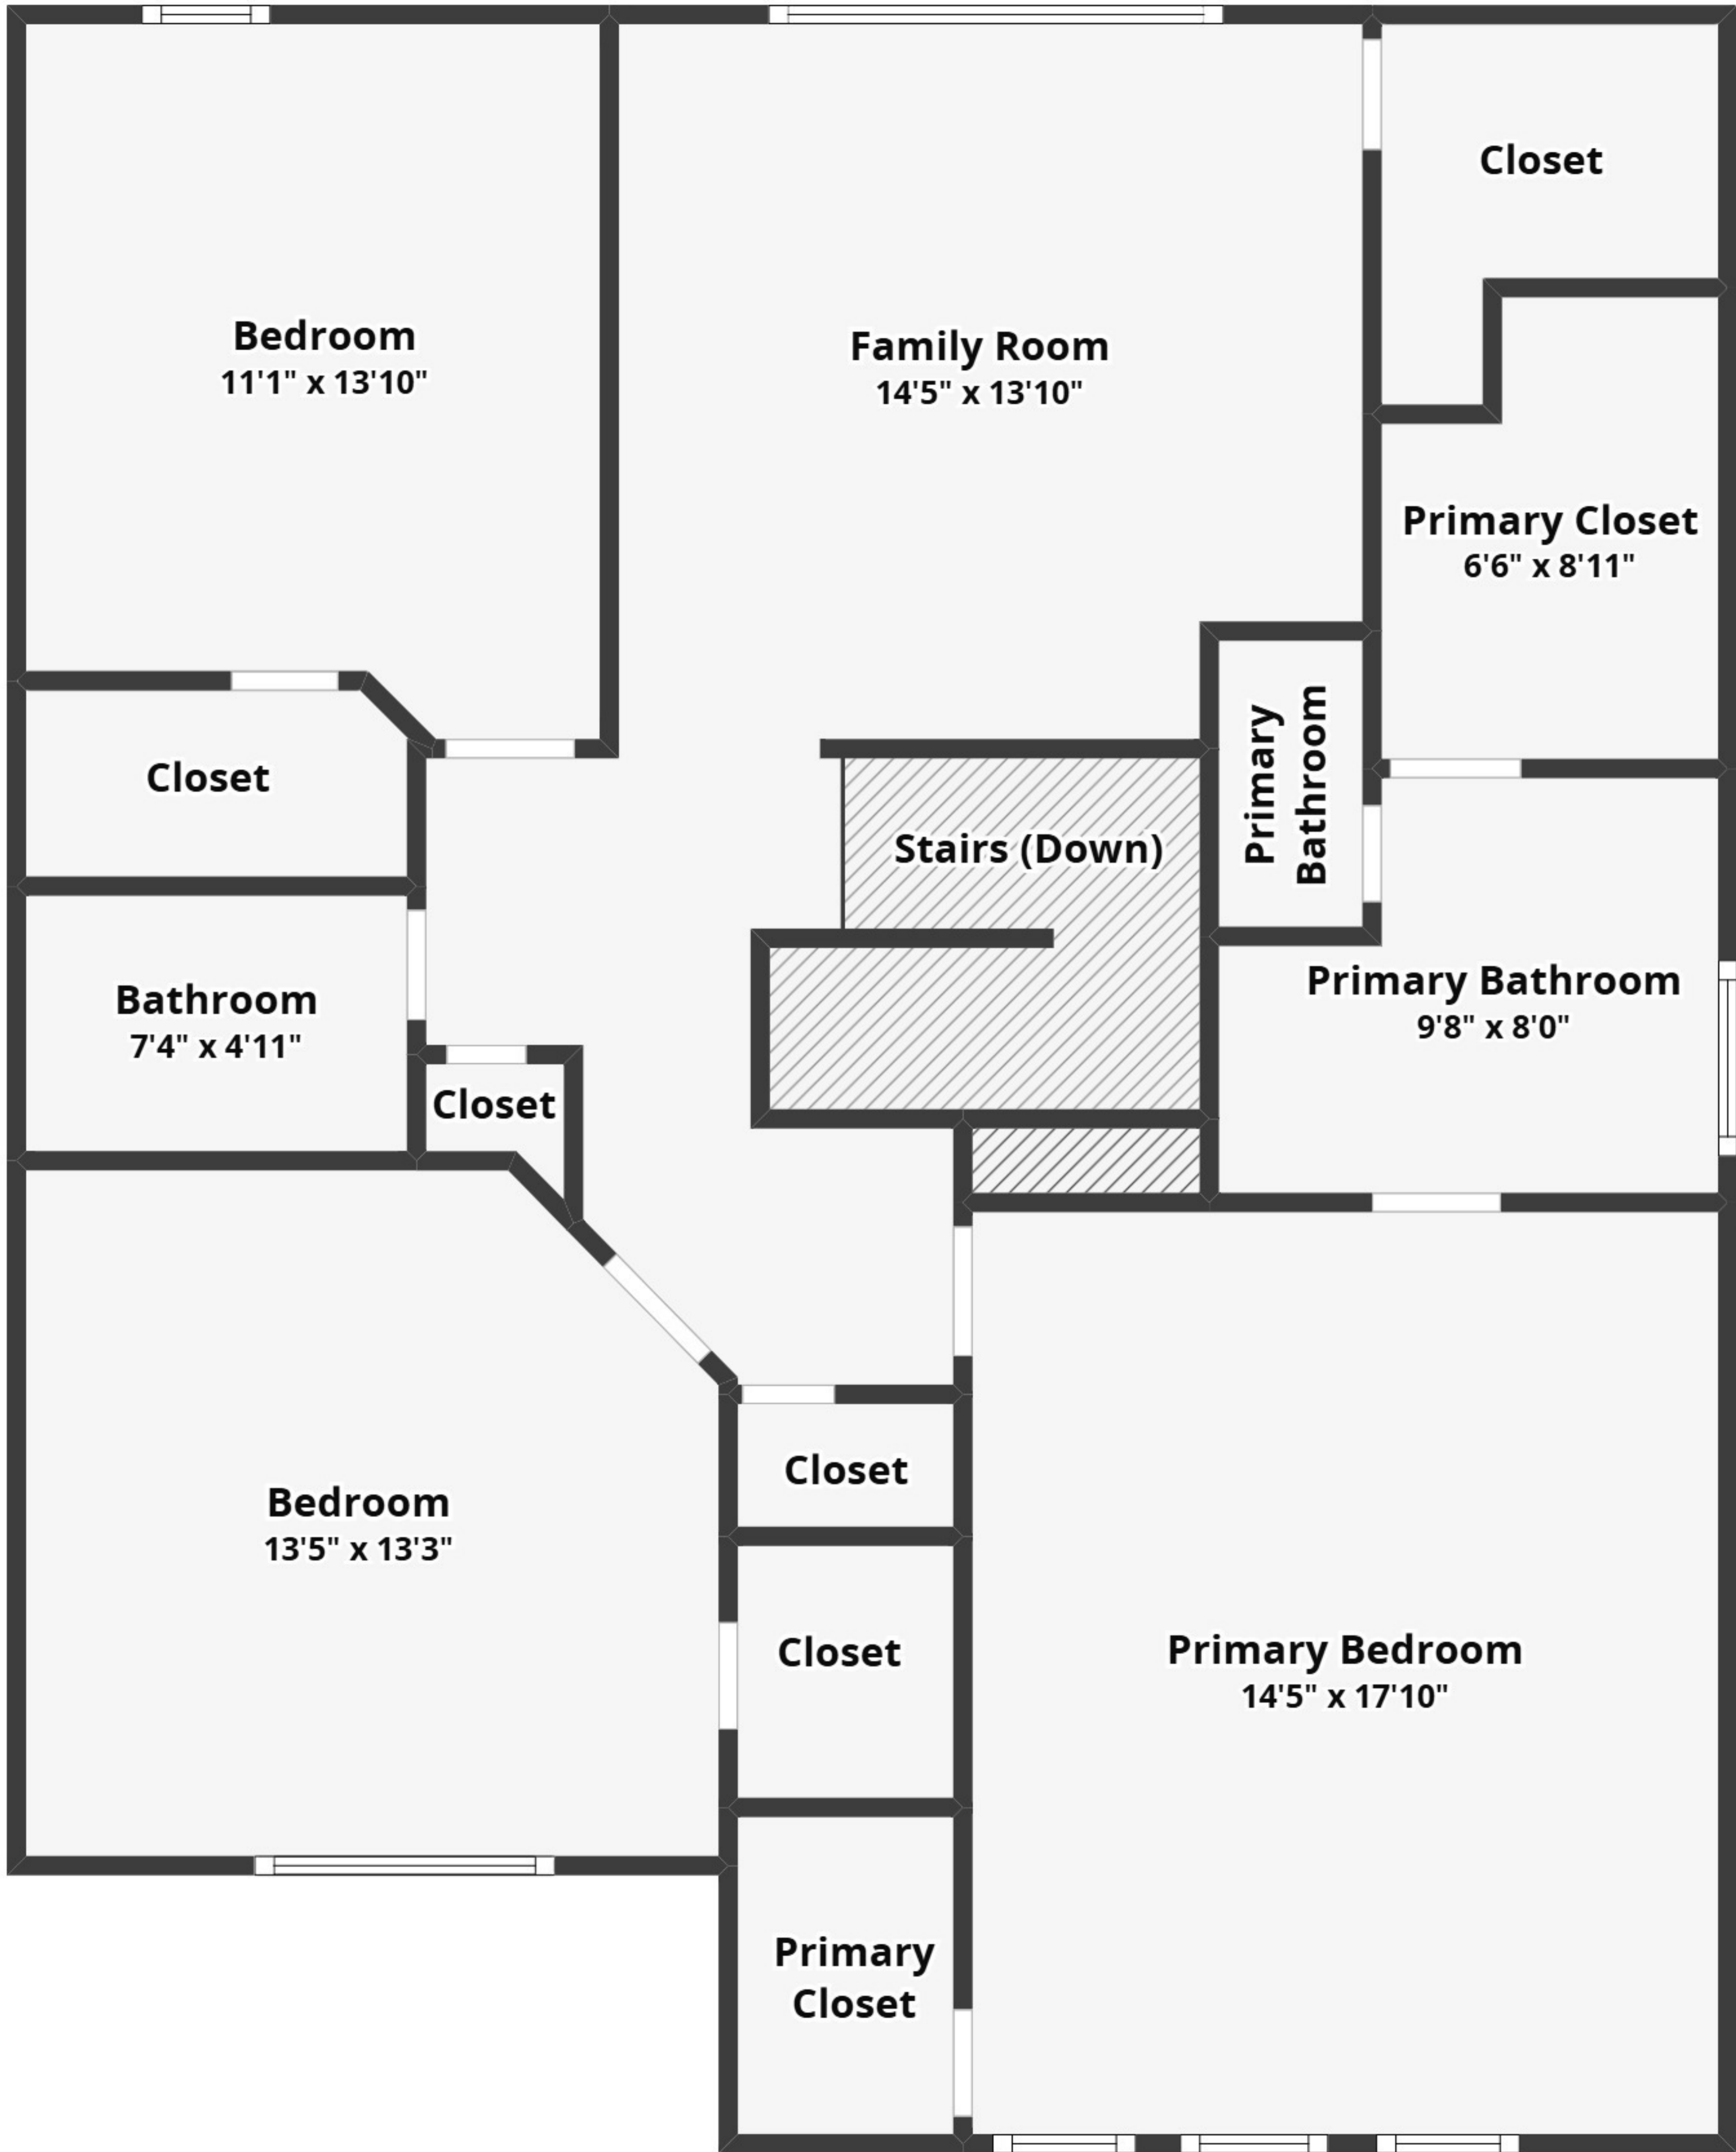 Closet
Bedroom
11'1" x 13'10"
Family Room
14'5" x 13'10"
Primary Closet
6'6" x 8'11"
Closet
Stairs (Down)
Primary
Bathroom
Bathroom
7'4" x 4'11"
Primary Bathroom
9'8" x 8'0"
Closet
Bedroom
13'5" x 13'3"
Closet
Closet
Primary Bedroom
14'5" x 17'10"
Primary
Closet